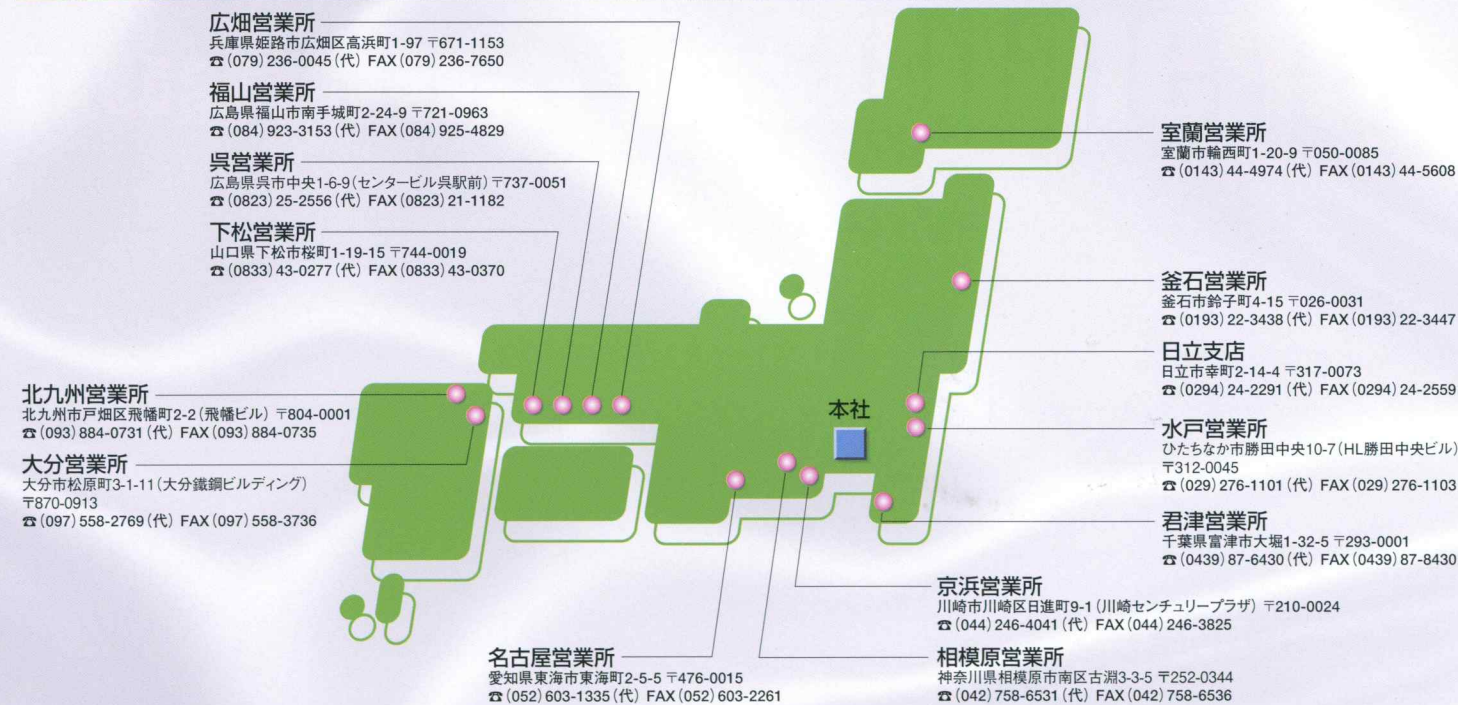 広畑営業所
兵庫県姫路市広畑区高浜町1-97 〒671-1153
☎(079)236-0045(代) FAX(079)236-7650
福山営業所
広島県福山市南手城町2-24-9 〒721-0963
☎(084)923-3153(代) FAX(084)925-4829
呉営業所
広島県呉市中央1-6-9(センタービル呉駅前)〒737-0051
☎(0823)25-2556(代) FAX(0823)21-1182
下松営業所
山口県下松市桜町1-19-15 〒744-0019
☎(0833)43-0277(代) FAX(0833)43-0370
北九州営業所
北九州市戸畑区飛幡町2-2(飛幡ビル) 〒804-0001
☎(093)884-0731(代) FAX(093)884-0735
大分営業所
大分市松原町3-1-11(大分鐵鋼ビルディング)
〒870-0913
☎(097)558-2769(代) FAX(097)558-3736
室蘭営業所
室蘭市輪西町1-20-9 〒050-0085
☎(0143)44-4974(代) FAX(0143)44-5608
釜石営業所
釜石市鈴子町4-15 〒026-0031
☎(0193)22-3438(代) FAX(0193)22-3447
日立支店
日立市幸町2-14-4 〒317-0073
☎(0294)24-2291(代) FAX(0294)24-2559
本社
水戸営業所
ひたちなか市勝田中央10-7(HL勝田中央ビル)
〒312-0045
☎(029)276-1101(代) FAX(029)276-1103
君津営業所
千葉県富津市大堀1-32-5 〒293-0001
☎(0439)87-6430(代) FAX(0439)87-8430
京浜営業所
川崎市川崎区日進町9-1(川崎センチュリープラザ) 〒210-0024
☎(044)246-4041(代) FAX(044)246-3825
名古屋営業所
愛知県東海市東海町2-5-5 〒476-0015
☎(052)603-1335(代) FAX(052)603-2261
相模原営業所
神奈川県相模原市南区古淵3-3-5 〒252-0344
☎(042)758-6531(代) FAX(042)758-6536